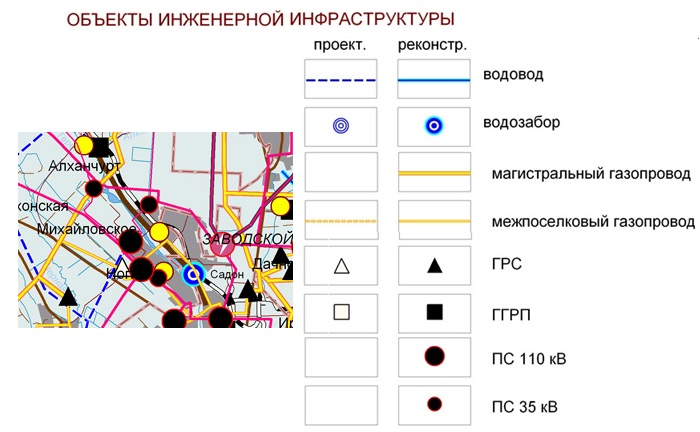 ОБЪЕКТЫ ИНЖЕНЕРНОЙ ИНФРАСТРУКТУРЫ
проект. реконстр.
водовод
водозабор
магистральный газопровод
межпоселковый газопровод
ГРС
ГГРП
ПС 110 кВ
ПС 35 кВ
Алханчурт
Михайловское
ЗАВОДСКОЙ
Садон